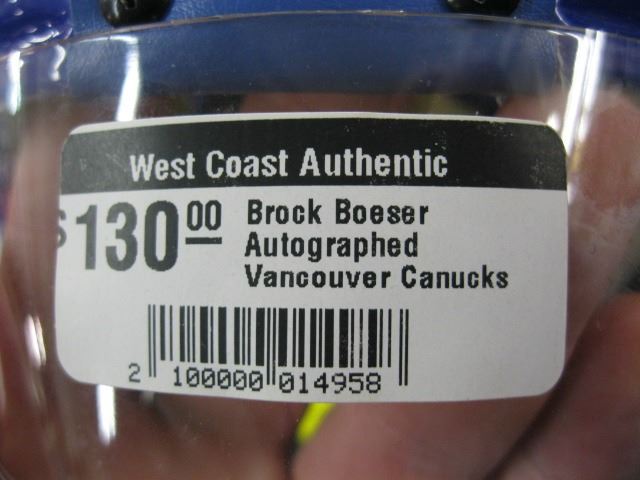 West Coast Authentic
$130.00 Brock Boeser
Autographed
Vancouver Canucks
2 100000 014958